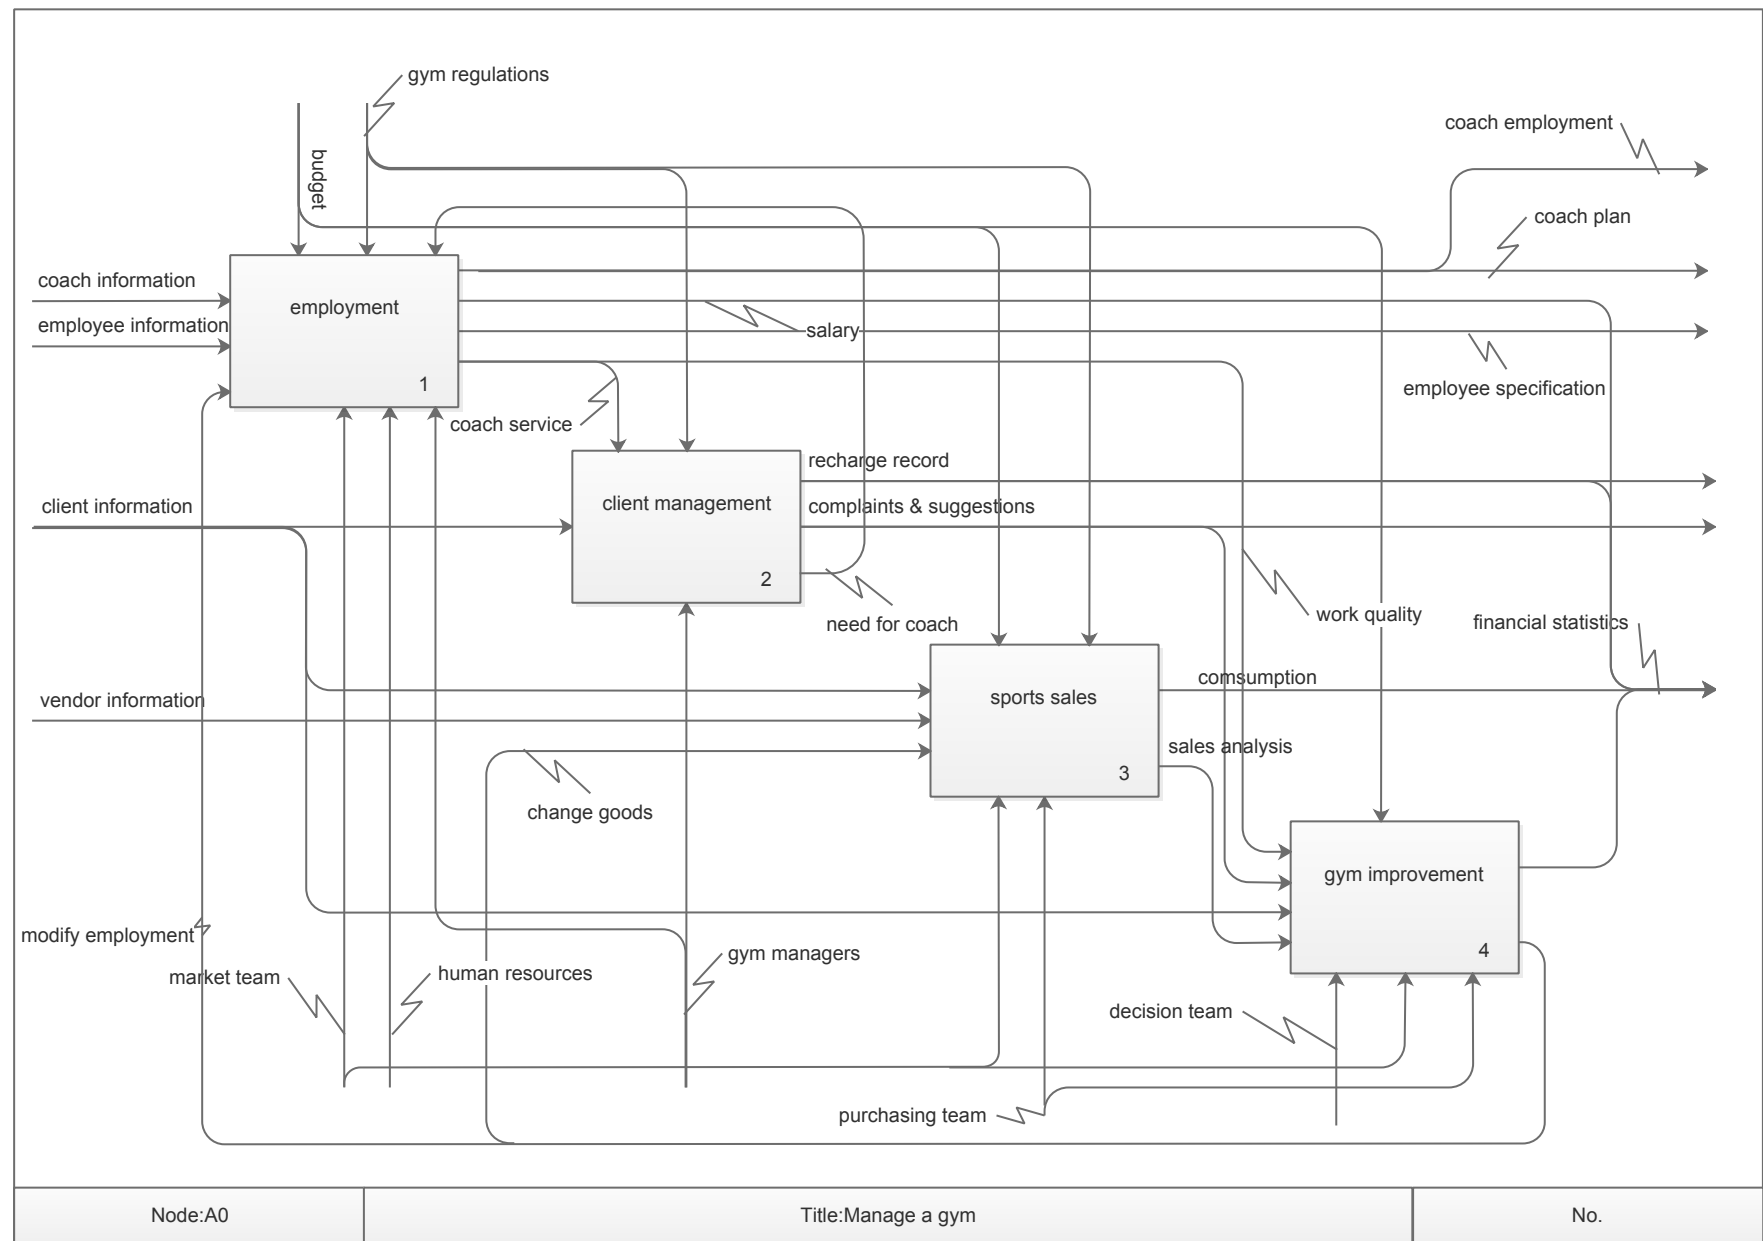 gym regulations
coach employment
budget
coach plan
coach information
employment
employee information
salary
1
employee specification
coach service
recharge record
client information
client management
complaints & suggestions
2
need for coach
work quality
financial statistics
vendor information
sports sales
comsumption
sales analysis
3
change goods
gym improvement
modify employment
4
market team
human resources
gym managers
decision team
purchasing team
Node:A0
Title:Manage a gym
No.